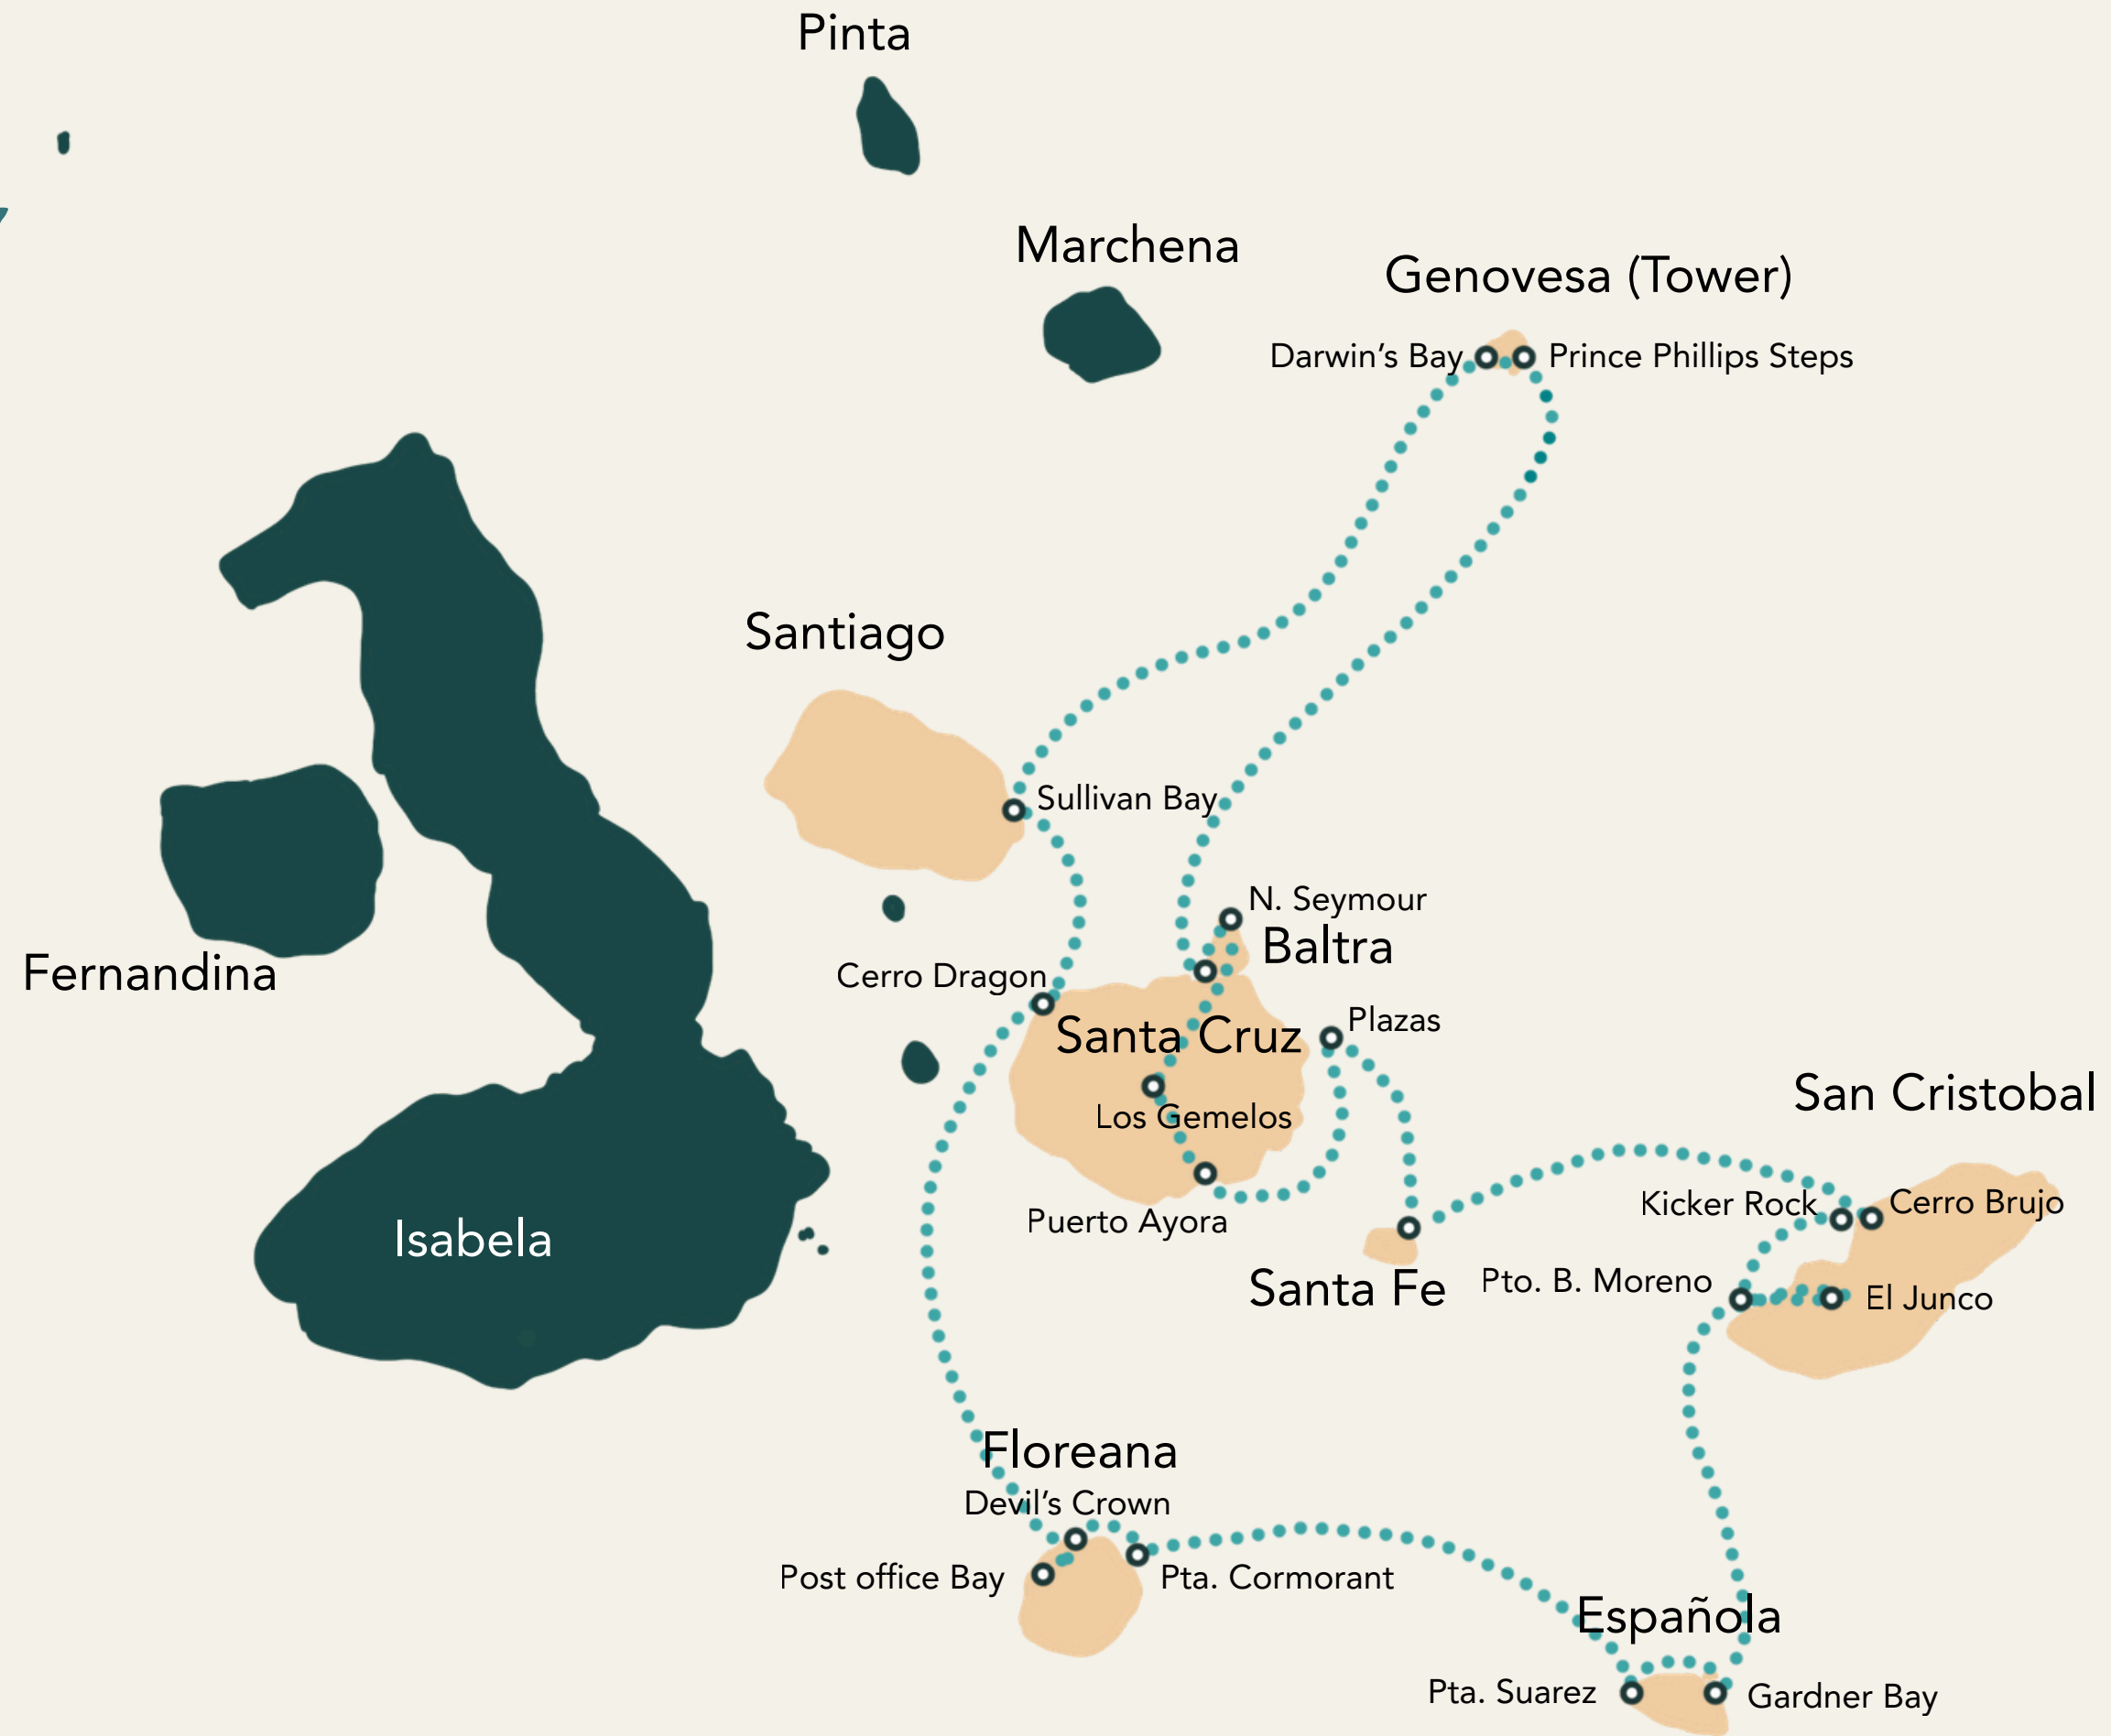 Pinta
Marchena
Genovesa (Tower)
Darwin’s Bay
Prince Phillips Steps
Santiago
Sullivan Bay
N. Seymour
Baltra
Fernandina
Cerro Dragon
Santa Cruz
Plazas
Los Gemelos
San Cristobal
Kicker Rock
Cerro Brujo
Puerto Ayora
Isabela
Santa Fe
Pto. B. Moreno
El Junco
Floreana
Devil’s Crown
Post office Bay
Pta. Cormorant
Española
Pta. Suarez
Gardner Bay